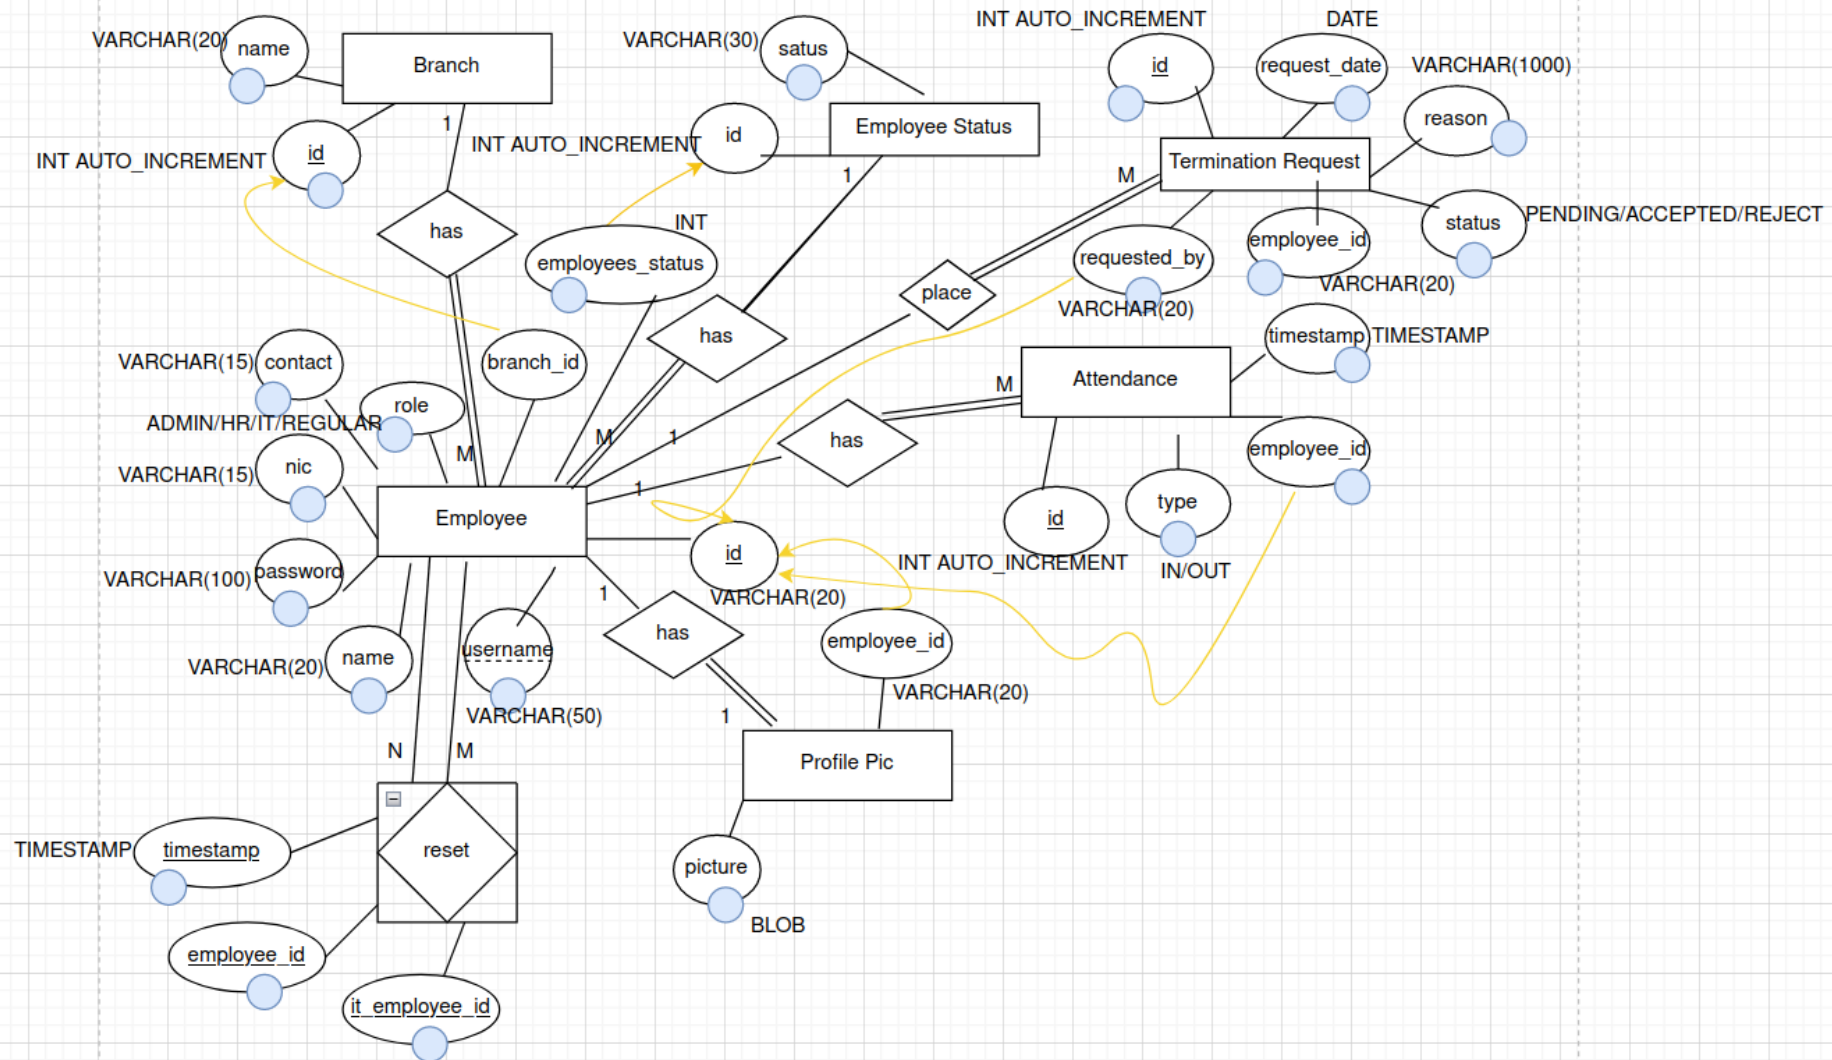 INT AUTO_INCREMENT
DATE
VARCHAR(20)
name
Branch
VARCHAR(30)
satus
id
request_date
VARCHAR(1000)
1
INT AUTO_INCREMENT
id
Employee Status
reason
INT AUTO_INCREMENT
id
1
M
Termination Request
has
INT
employees_status
requested_by
employee_id
status
PENDING/ACCEPTED/REJECT
place
VARCHAR(20)
VARCHAR(20)
has
timestamp
TIMESTAMP
VARCHAR(15)
contact
branch_id
M
Attendance
role
ADMIN/HR/IT/REGULAR
M
M
1
has
employee_id
VARCHAR(15)
nic
1
type
Employee
id
id
INT AUTO_INCREMENT
IN/OUT
VARCHAR(100)
password
1
VARCHAR(20)
has
employee_id
VARCHAR(20)
name
username
VARCHAR(50)
VARCHAR(20)
1
N
M
Profile Pic
TIMESTAMP
timestamp
reset
picture
BLOB
employee_id
it_employee_id